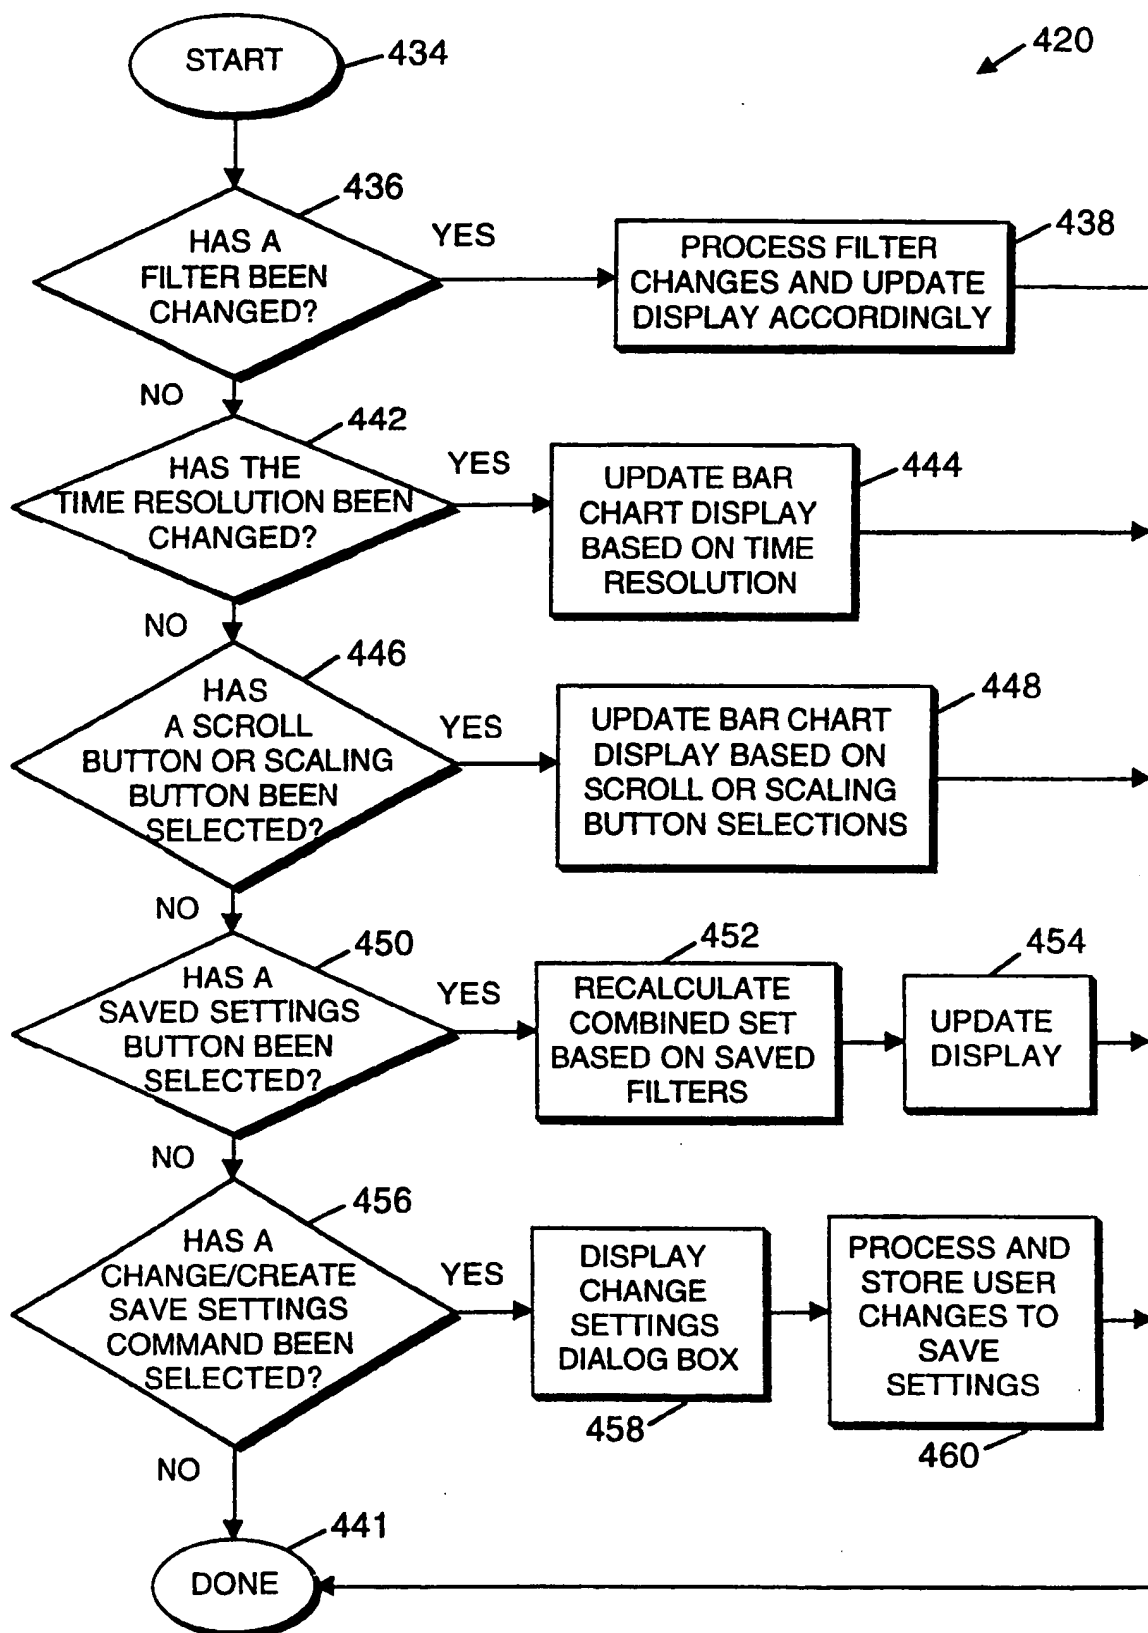 START
434
420
436
HAS A
FILTER BEEN
CHANGED?
YES
PROCESS FILTER
CHANGES AND UPDATE
DISPLAY ACCORDINGLY
438
NO
442
HAS THE
TIME RESOLUTION BEEN
CHANGED?
YES
UPDATE BAR
CHART DISPLAY
BASED ON TIME
RESOLUTION
444
NO
446
HAS
A SCROLL
BUTTON OR SCALING
BUTTON BEEN
SELECTED?
YES
UPDATE BAR CHART
DISPLAY BASED ON
SCROLL OR SCALING
BUTTON SELECTIONS
448
NO
450
HAS A
SAVED SETTINGS
BUTTON BEEN
SELECTED?
YES
452
RECALCULATE
COMBINED SET
BASED ON SAVED
FILTERS
454
UPDATE
DISPLAY
NO
456
HAS A
CHANGE/CREATE
SAVE SETTINGS
COMMAND BEEN
SELECTED?
YES
DISPLAY
CHANGE
SETTINGS
DIALOG BOX
458
PROCESS AND
STORE USER
CHANGES TO
SAVE
SETTINGS
460
NO
441
DONE